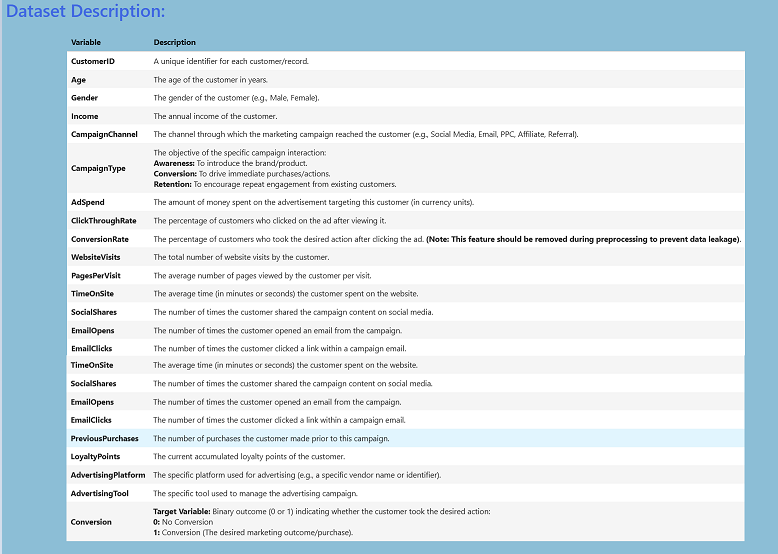 Dataset Description:
Variable Description
CustomerID A unique identifier for each customer/record.
Age The age of the customer in years.
Gender The gender of the customer (e.g., Male, Female).
Income The annual income of the customer.
CampaignChannel The channel through which the marketing campaign reached the customer (e.g., Social Media, Email, PPC, Affiliate, Referral).
The objective of the specific campaign interaction:
Awareness: To introduce the brand/product.
CampaignType
Conversion: To drive immediate purchases/actions.
Retention: To encourage repeat engagement from existing customers.
AdSpend The amount of money spent on the advertisement targeting this customer (in currency units).
ClickThroughRate The percentage of customers who clicked on the ad after viewing it.
ConversionRate The percentage of customers who took the desired action after clicking the ad. (Note: This feature should be removed during preprocessing to prevent data leakage).
WebsiteVisits The total number of website visits by the customer.
PagesPerVisit The average number of pages viewed by the customer per visit.
TimeOnSite The average time (in minutes or seconds) the customer spent on the website.
SocialShares The number of times the customer shared the campaign content on social media.
EmailOpens The number of times the customer opened an email from the campaign.
EmailClicks The number of times the customer clicked a link within a campaign email.
TimeOnSite The average time (in minutes or seconds) the customer spent on the website.
SocialShares The number of times the customer shared the campaign content on social media.
EmailOpens The number of times the customer opened an email from the campaign.
EmailClicks The number of times the customer clicked a link within a campaign email.
PreviousPurchases The number of purchases the customer made prior to this campaign.
LoyaltyPoints The current accumulated loyalty points of the customer.
AdvertisingPlatform The specific platform used for advertising (e.g., a specific vendor name or identifier).
AdvertisingTool The specific tool used to manage the advertising campaign.
Target Variable: Binary outcome (0 or 1) indicating whether the customer took the desired action:
Conversion 0: No Conversion
1: Conversion (The desired marketing outcome/purchase).